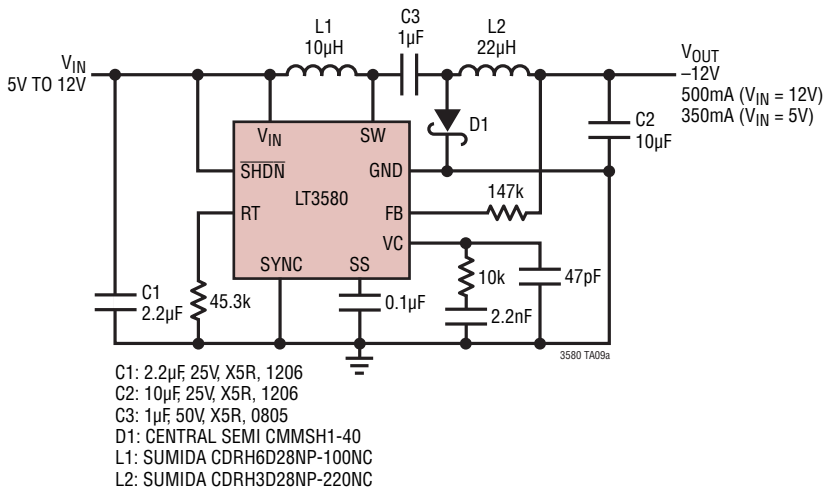 L1
10µH
C3
1µF
L2
22µH
VIN
5V TO 12V
VOUT
–12V
500mA (VIN = 12V)
350mA (VIN = 5V)
VIN
SW
D1
C2
10µF
SHDN
GND
LT3580
147k
RT
FB
VC
SYNC
SS
10k
47pF
C1
2.2µF
45.3k
0.1µF
2.2nF
3580 TA09a
C1: 2.2µF, 25V, X5R, 1206
C2: 10µF, 25V, X5R, 1206
C3: 1µF, 50V, X5R, 0805
D1: CENTRAL SEMI CMMSH1-40
L1: SUMIDA CDRH6D28NP-100NC
L2: SUMIDA CDRH3D28NP-220NC